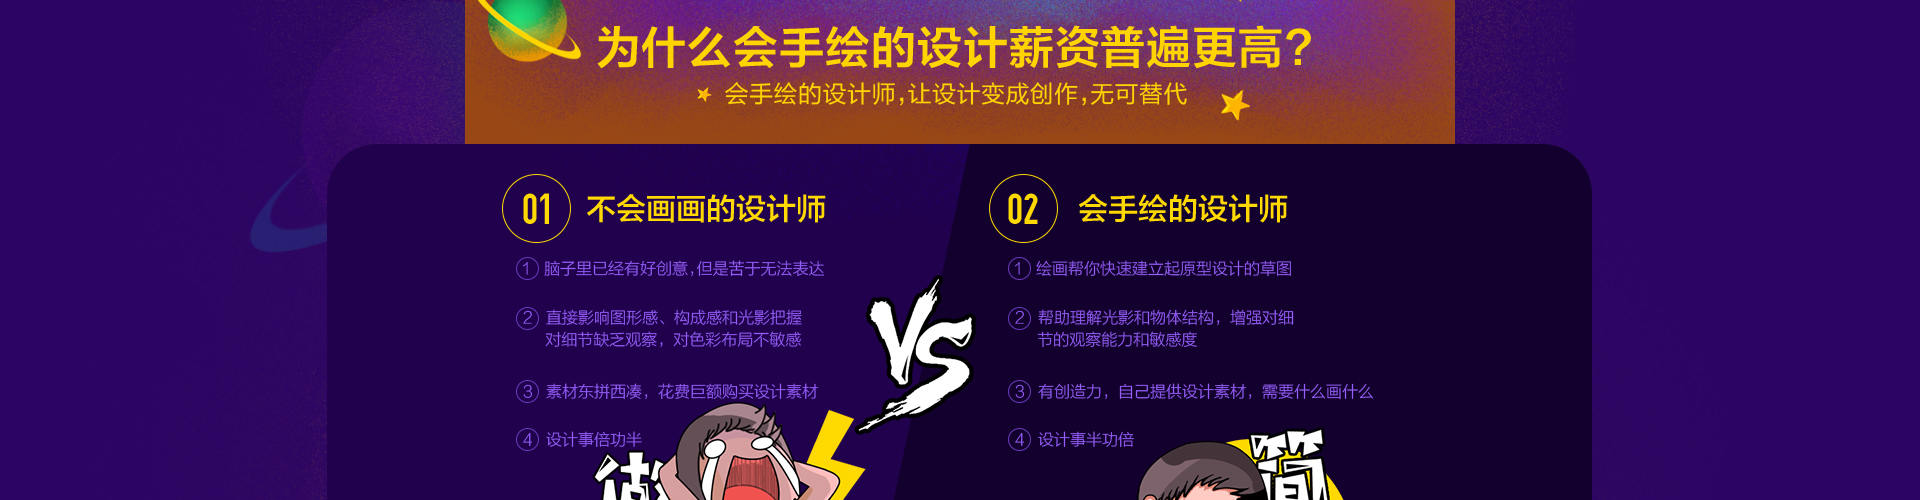 为什么会手绘的设计薪资普遍更高?
会手绘的设计师,让设计变成创作,无可替代
01 不会画画的设计师
① 脑子里已经有好创意,但是苦于无法表达
② 直接影响图形感、构成感和光影把握
对细节缺乏观察，对色彩布局不敏感
③ 素材东拼西凑，花费巨额购买设计素材
④ 设计事倍功半
VS
02 会手绘的设计师
① 绘画帮你快速建立起原型设计的草图
② 帮助理解光影和物体结构，增强对细
节的观察能力和敏感度
③ 有创造力，自己提供设计素材，需要什么画什么
④ 设计事半功倍
简